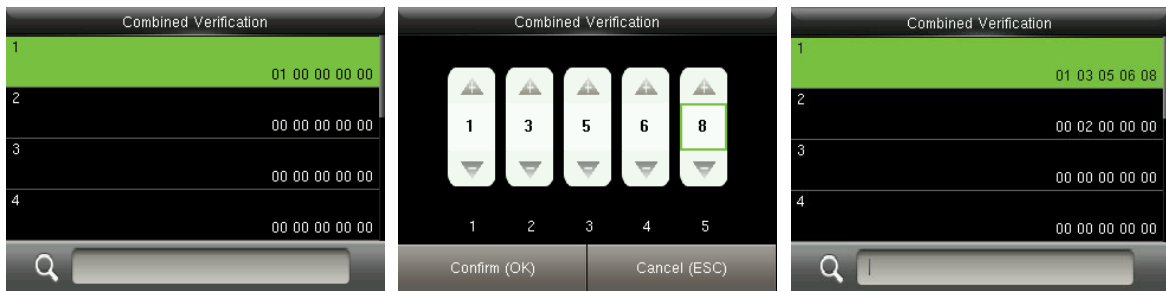 Combined Verification
1
01 00 00 00 00
2
00 00 00 00 00
3
00 00 00 00 00
4
00 00 00 00 00
Combined Verification
1 3 5 6 8
1 2 3 4 5
Confirm (OK) Cancel (ESC)
Combined Verification
1
01 03 05 06 08
2
00 02 00 00 00
3
00 00 00 00 00
4
00 00 00 00 00